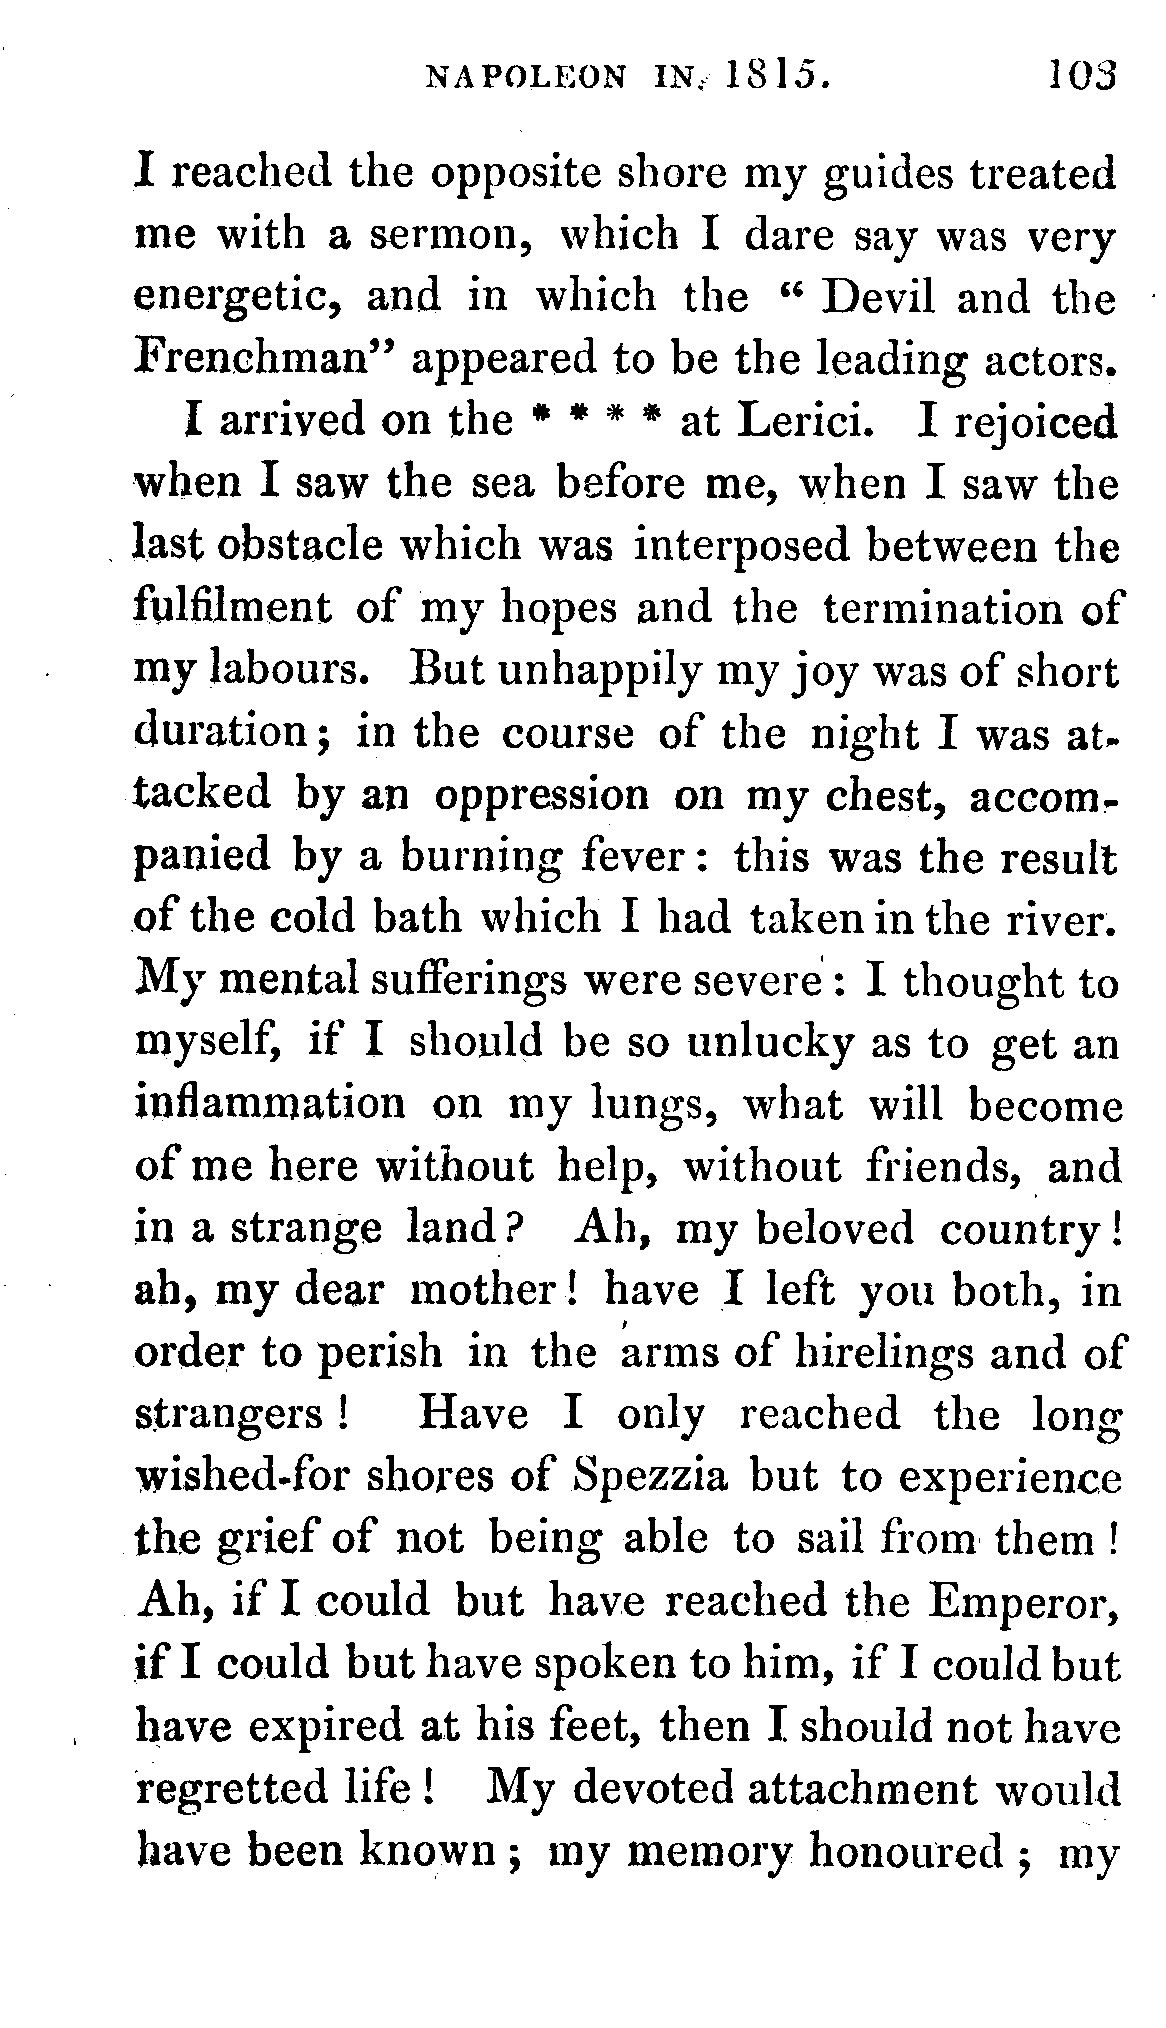 NAPOLEON IN 1815. 103
I reached the opposite shore my guides treated
me with a sermon, which I dare say was very
energetic, and in which the “ Devil and the
Frenchman” appeared to be the leading actors.
I arrived on the * * * * at Lerici. I rejoiced
when I saw the sea before me, when I saw the
last obstacle which was interposed between the
fulfilment of my hopes and the termination of
my labours. But unhappily my joy was of short
duration; in the course of the night I was at-
tacked by an oppression on my chest, accom-
panied by a burning fever: this was the result
of the cold bath which I had taken in the river.
My mental sufferings were severe: I thought to
myself, if I should be so unlucky as to get an
inflammation on my lungs, what will become
of me here without help, without friends, and
in a strange land? Ah, my beloved country!
ah, my dear mother! have I left you both, in
order to perish in the arms of hirelings and of
strangers! Have I only reached the long
wished-for shores of Spezzia but to experience
the grief of not being able to sail from them!
Ah, if I could but have reached the Emperor,
if I could but have spoken to him, if I could but
have expired at his feet, then I should not have
regretted life! My devoted attachment would
have been known; my memory honoured; my